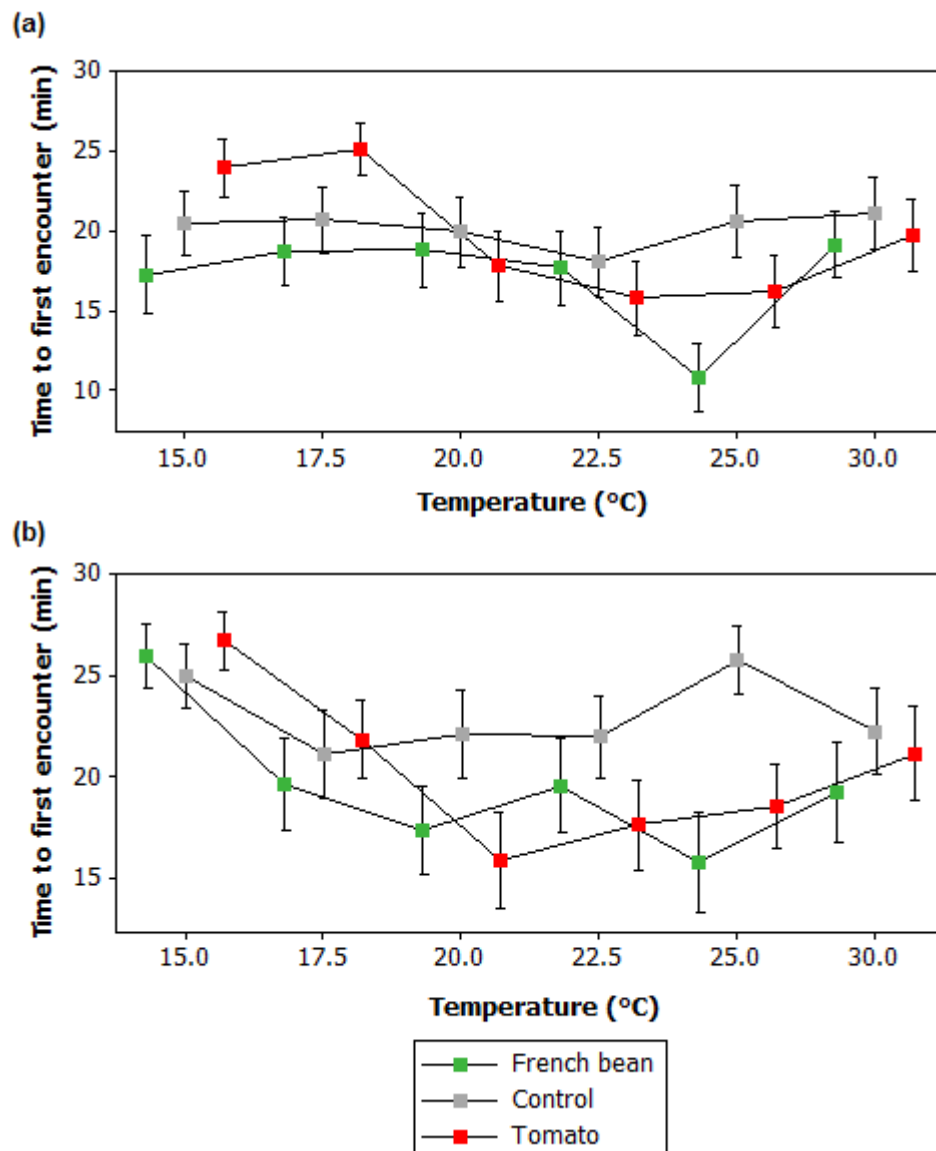 (a)
Time to first encounter (min)
30
25
20
15
10
15.0 17.5 20.0 22.5 25.0 30.0
Temperature (°C)
(b)
Time to first encounter (min)
30
25
20
15
15.0 17.5 20.0 22.5 25.0 30.0
Temperature (°C)
French bean
Control
Tomato